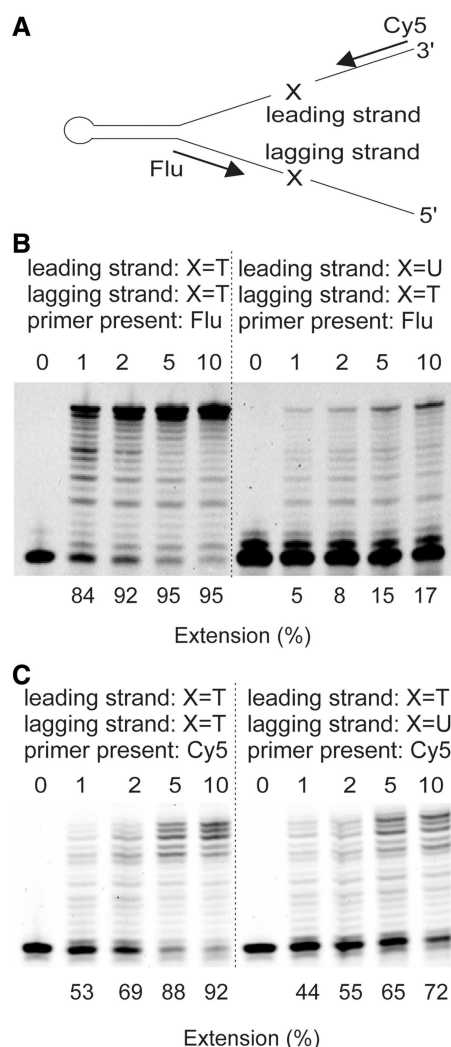 A
Cy5
3'
X
leading strand
lagging strand
Flu
X
5'
B
leading strand: X=T leading strand: X=U
lagging strand: X=T lagging strand: X=T
primer present: Flu primer present: Flu
0 1 2 5 10 0 1 2 5 10
84 92 95 95 5 8 15 17
Extension (%)
C
leading strand: X=T leading strand: X=T
lagging strand: X=T lagging strand: X=U
primer present: Cy5 primer present: Cy5
0 1 2 5 10 0 1 2 5 10
53 69 88 92 44 55 65 72
Extension (%)